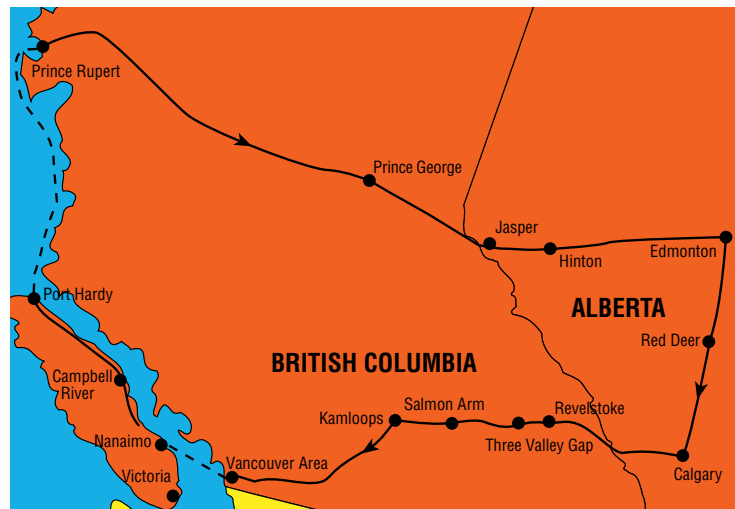 Prince Rupert
Prince George
Jasper
Hinton
Edmonton
Port Hardy
ALBERTA
Red Deer
BRITISH COLUMBIA
Campbell
River
Kamloops
Salmon Arm
Revelstoke
Three Valley Gap
Nanaimo
Vancouver Area
Calgary
Victoria